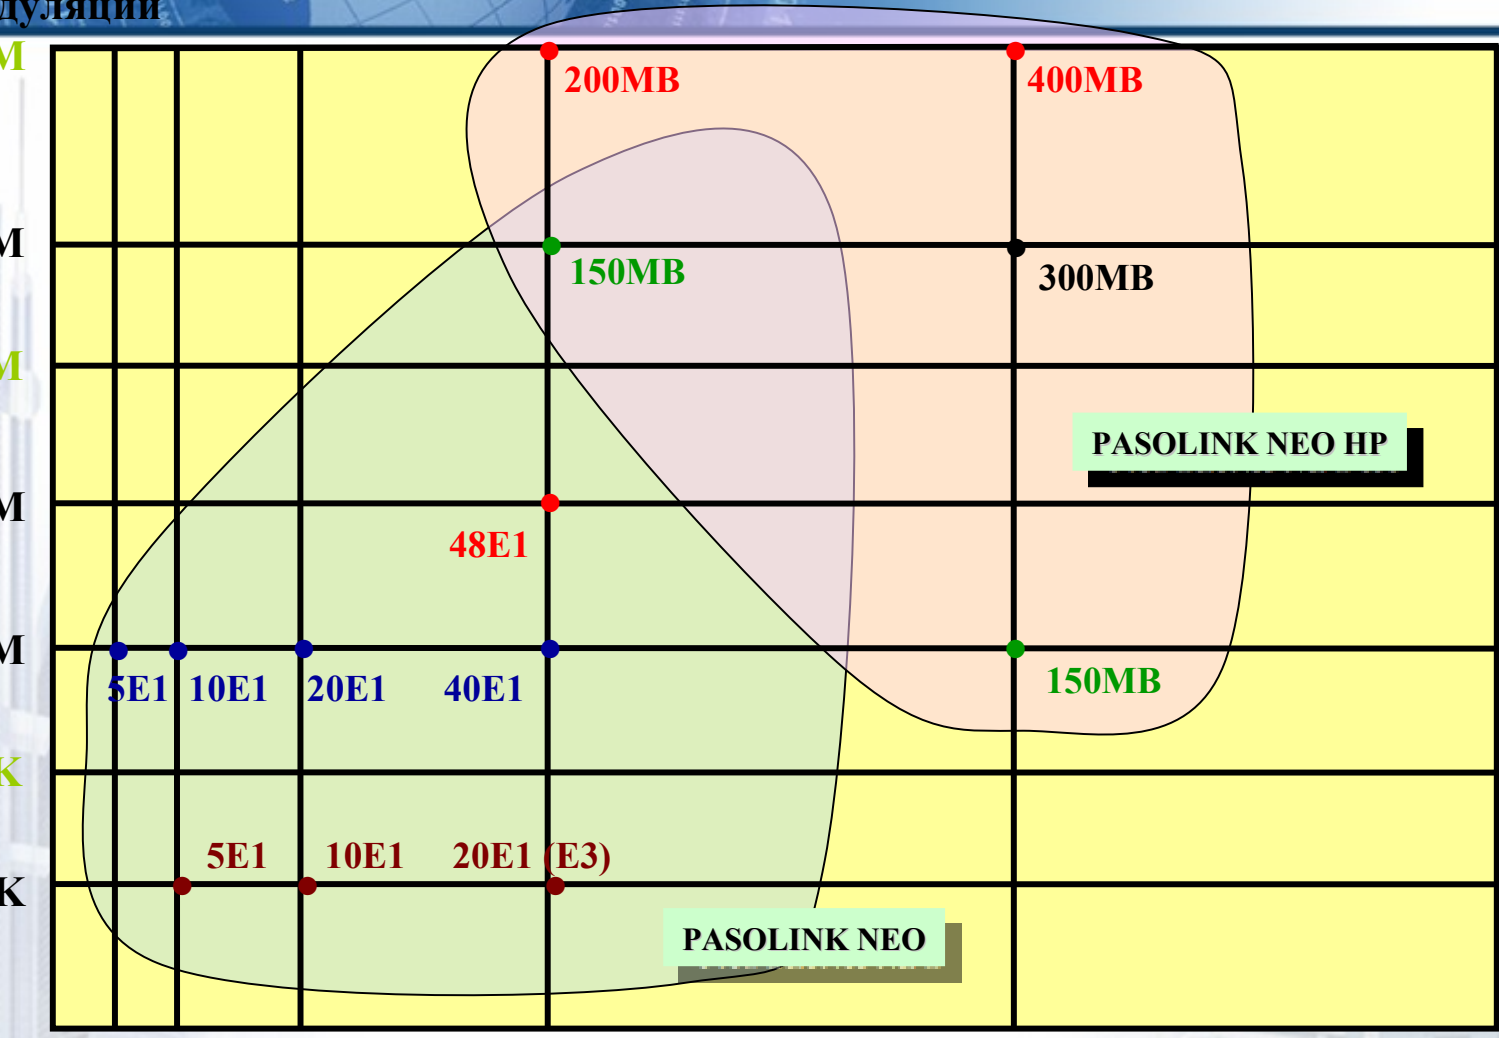 дуляции
M
200MB
400MB
M
150MB
300MB
M
PASOLINK NEO HP
M
48E1
M
5E1
10E1
20E1
40E1
150MB
K
5E1
10E1
20E1 (E3)
K
PASOLINK NEO